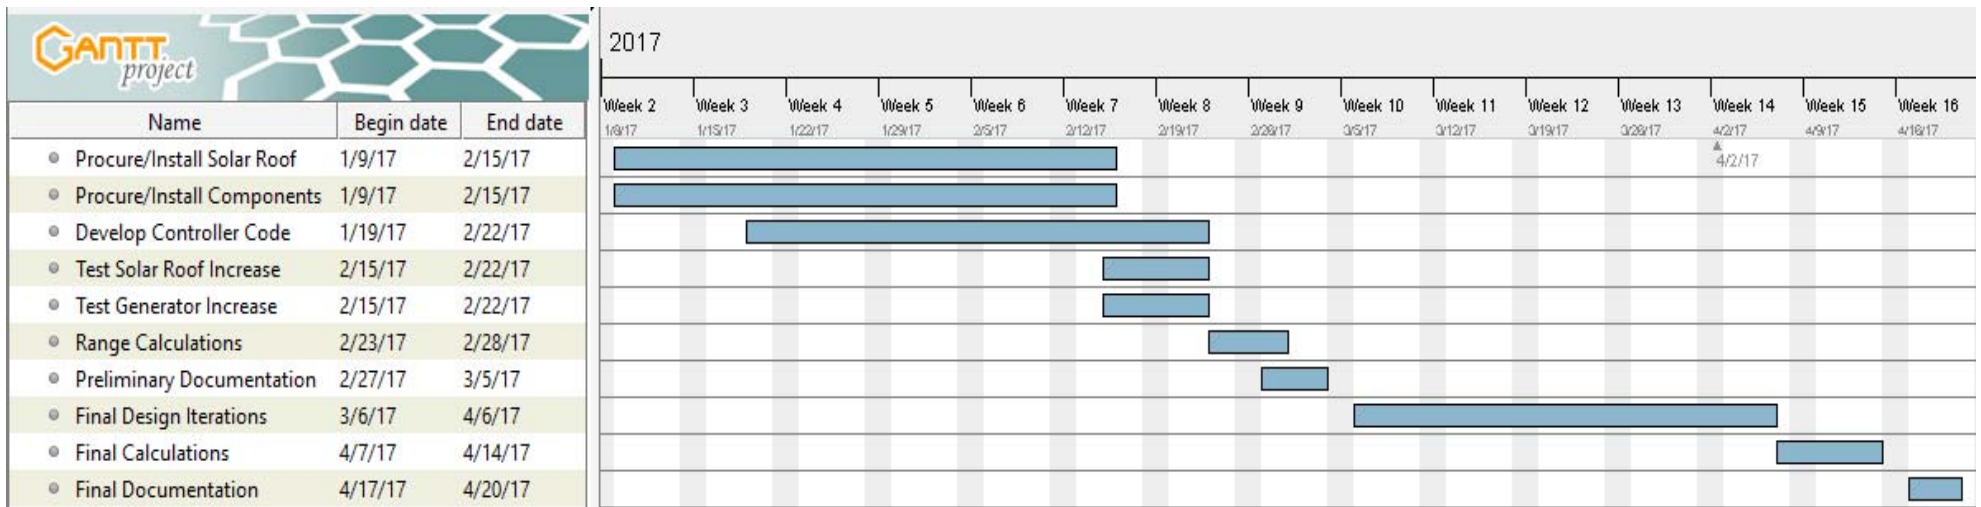 GANTT
project
2017
Week 2 Week 3 Week 4 Week 5 Week 6 Week 7 Week 8 Week 9 Week 10 Week 11 Week 12 Week 13 Week 14 Week 15 Week 16
1/8/17 1/15/17 1/22/17 1/29/17 2/5/17 2/12/17 2/19/17 2/26/17 3/5/17 3/12/17 3/19/17 3/26/17 4/2/17 4/9/17 4/16/17
Name Begin date End date
Procure/Install Solar Roof 1/9/17 2/15/17
4/2/17
Procure/Install Components 1/9/17 2/15/17
Develop Controller Code 1/19/17 2/22/17
Test Solar Roof Increase 2/15/17 2/22/17
Test Generator Increase 2/15/17 2/22/17
Range Calculations 2/23/17 2/28/17
Preliminary Documentation 2/27/17 3/5/17
Final Design Iterations 3/6/17 4/6/17
Final Calculations 4/7/17 4/14/17
Final Documentation 4/17/17 4/20/17